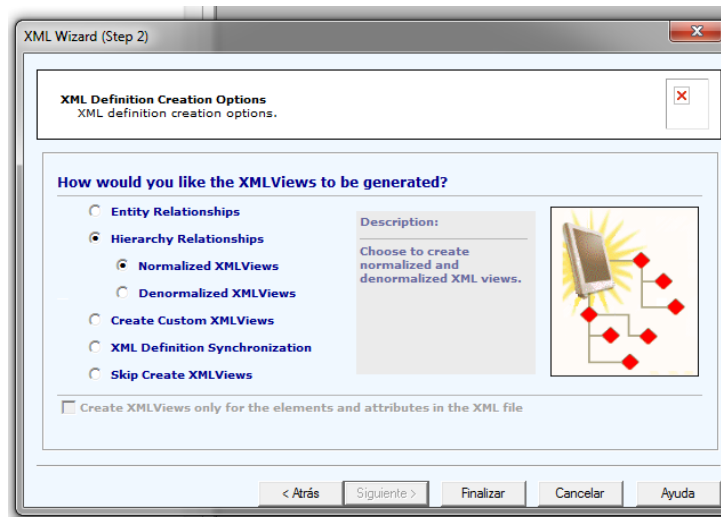 XML Wizard (Step 2)
XML Definition Creation Options
XML definition creation options.
How would you like the XMLViews to be generated?
Entity Relationships
Hierarchy Relationships
Normalized XMLViews
Denormalized XMLViews
Create Custom XMLViews
XML Definition Synchronization
Skip Create XMLViews
Description:
Choose to create
normalized and
denormalized XML views.
Create XMLViews only for the elements and attributes in the XML file
< Atrás
Siguiente >
Finalizar
Cancelar
Ayuda